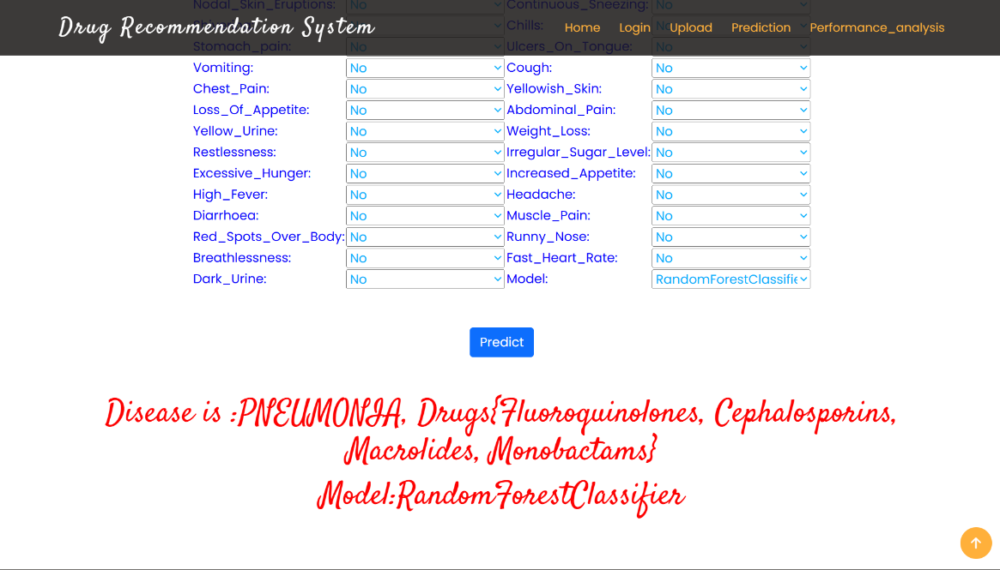 Nodal_Skin_Eruptions: No Continuous_Sneezing: No
Drug Recommendation System Home Login Upload Prediction Performance_analysis
Chills:
Stomach_pain: No Ulcers_On_Tongue: No
Vomiting: No Cough: No
Chest_Pain: No Yellowish_Skin: No
Loss_Of_Appetite: No Abdominal_Pain: No
Yellow_Urine: No Weight_Loss: No
Restlessness: No Irregular_Sugar_Level: No
Excessive_Hunger: No Increased_Appetite: No
High_Fever: No Headache: No
Diarrhoea: No Muscle_Pain: No
Red_Spots_Over_Body: No Runny_Nose: No
Breathlessness: No Fast_Heart_Rate: No
Dark_Urine: No Model: RandomForestClassifie
Predict
Disease is :PNEUMONIA, Drugs{Fluoroquinolones, Cephalosporins,
Macrolides, Monobactams}
Model:RandomForestClassifier